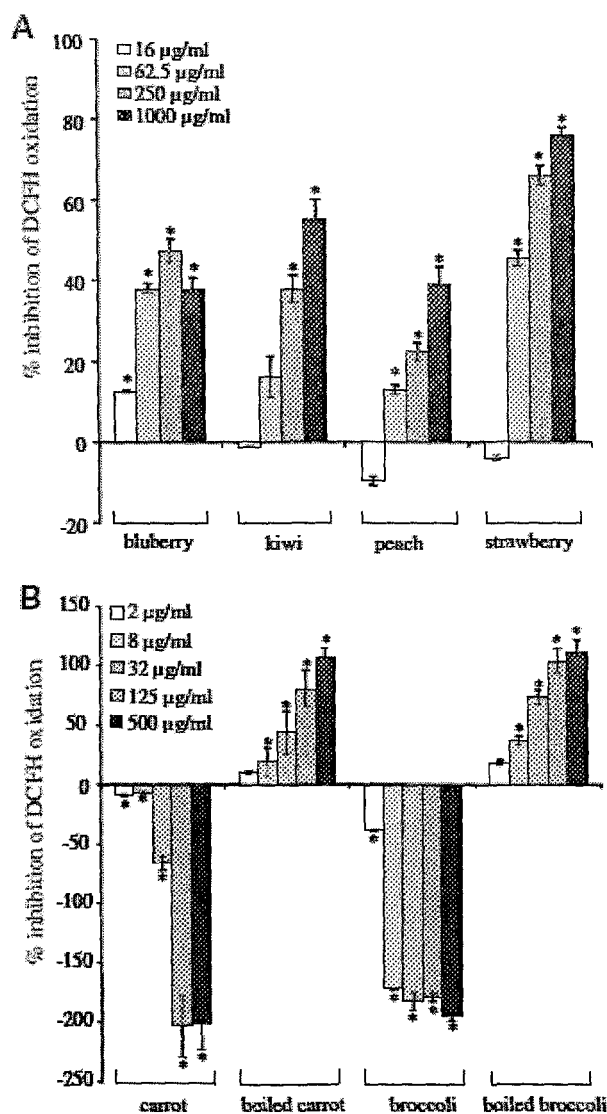 A
100
80
60
40
20
0
-20
% inhibition of DCFH oxidation
16 µg/ml
62.5 µg/ml
250 µg/ml
1000 µg/ml
* * * *
* *
* * *
* * *
bluberry kiwi peach strawberry
B
150
100
50
0
-50
-100
-150
-200
-250
% inhibition of DCFH oxidation
2 µg/ml
8 µg/ml
32 µg/ml
125 µg/ml
500 µg/ml
carrot boiled carrot broccoli boiled broccoli